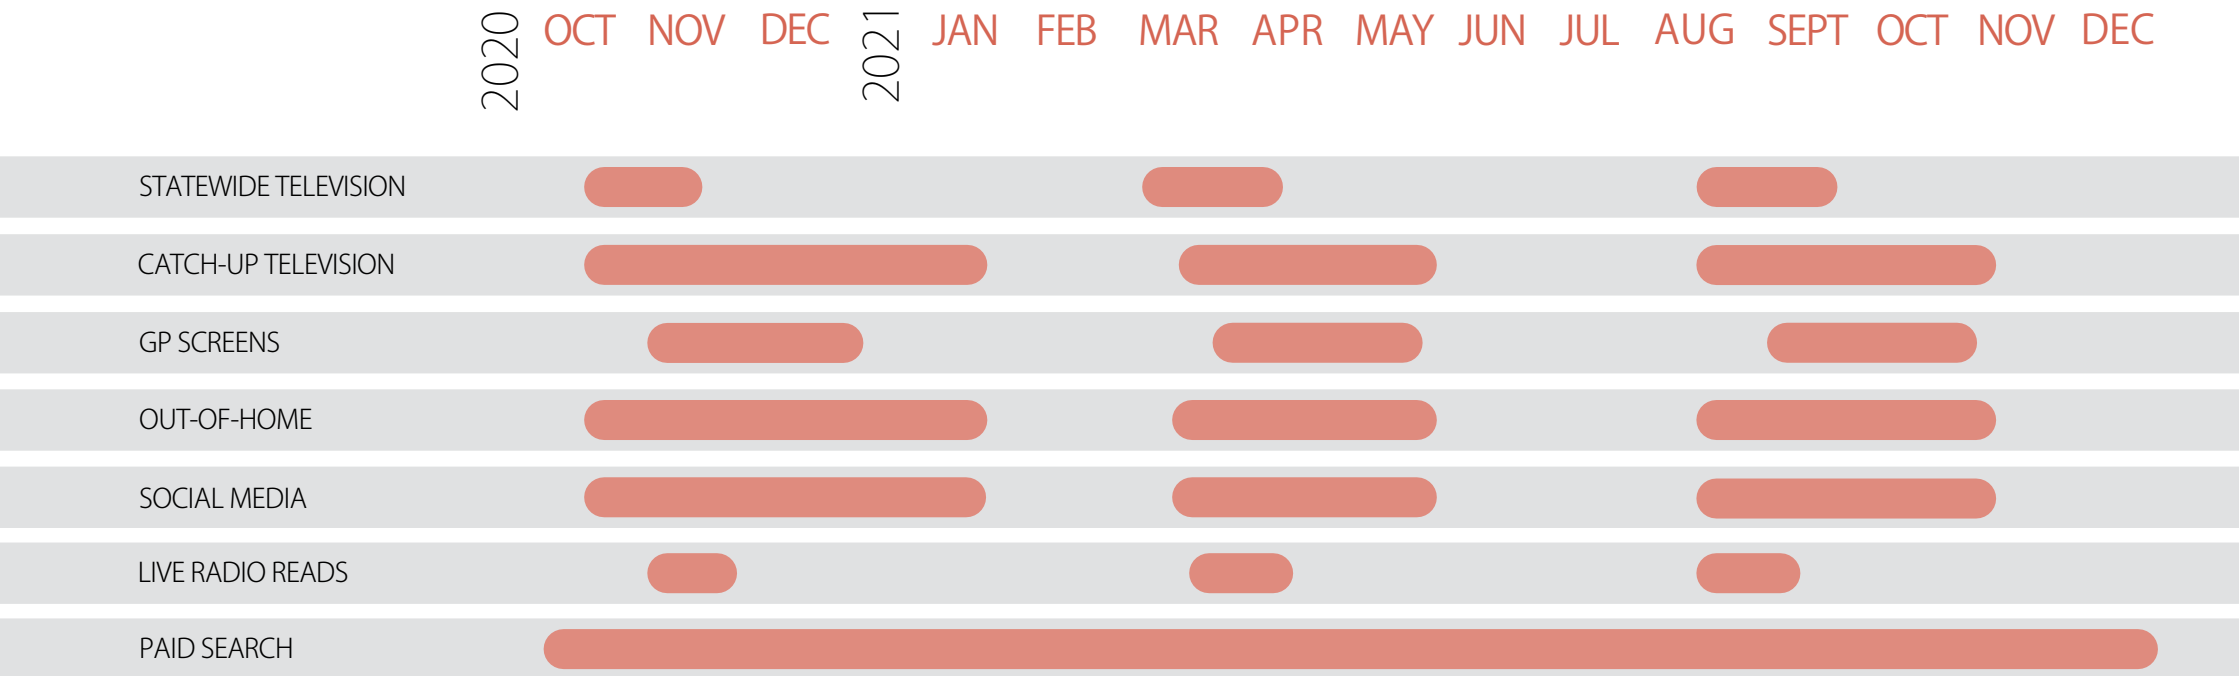 2020 OCT NOV DEC 2021 JAN FEB MAR APR MAY JUN JUL AUG SEPT OCT NOV DEC
STATEWIDE TELEVISION
CATCH-UP TELEVISION
GP SCREENS
OUT-OF-HOME
SOCIAL MEDIA
LIVE RADIO READS
PAID SEARCH